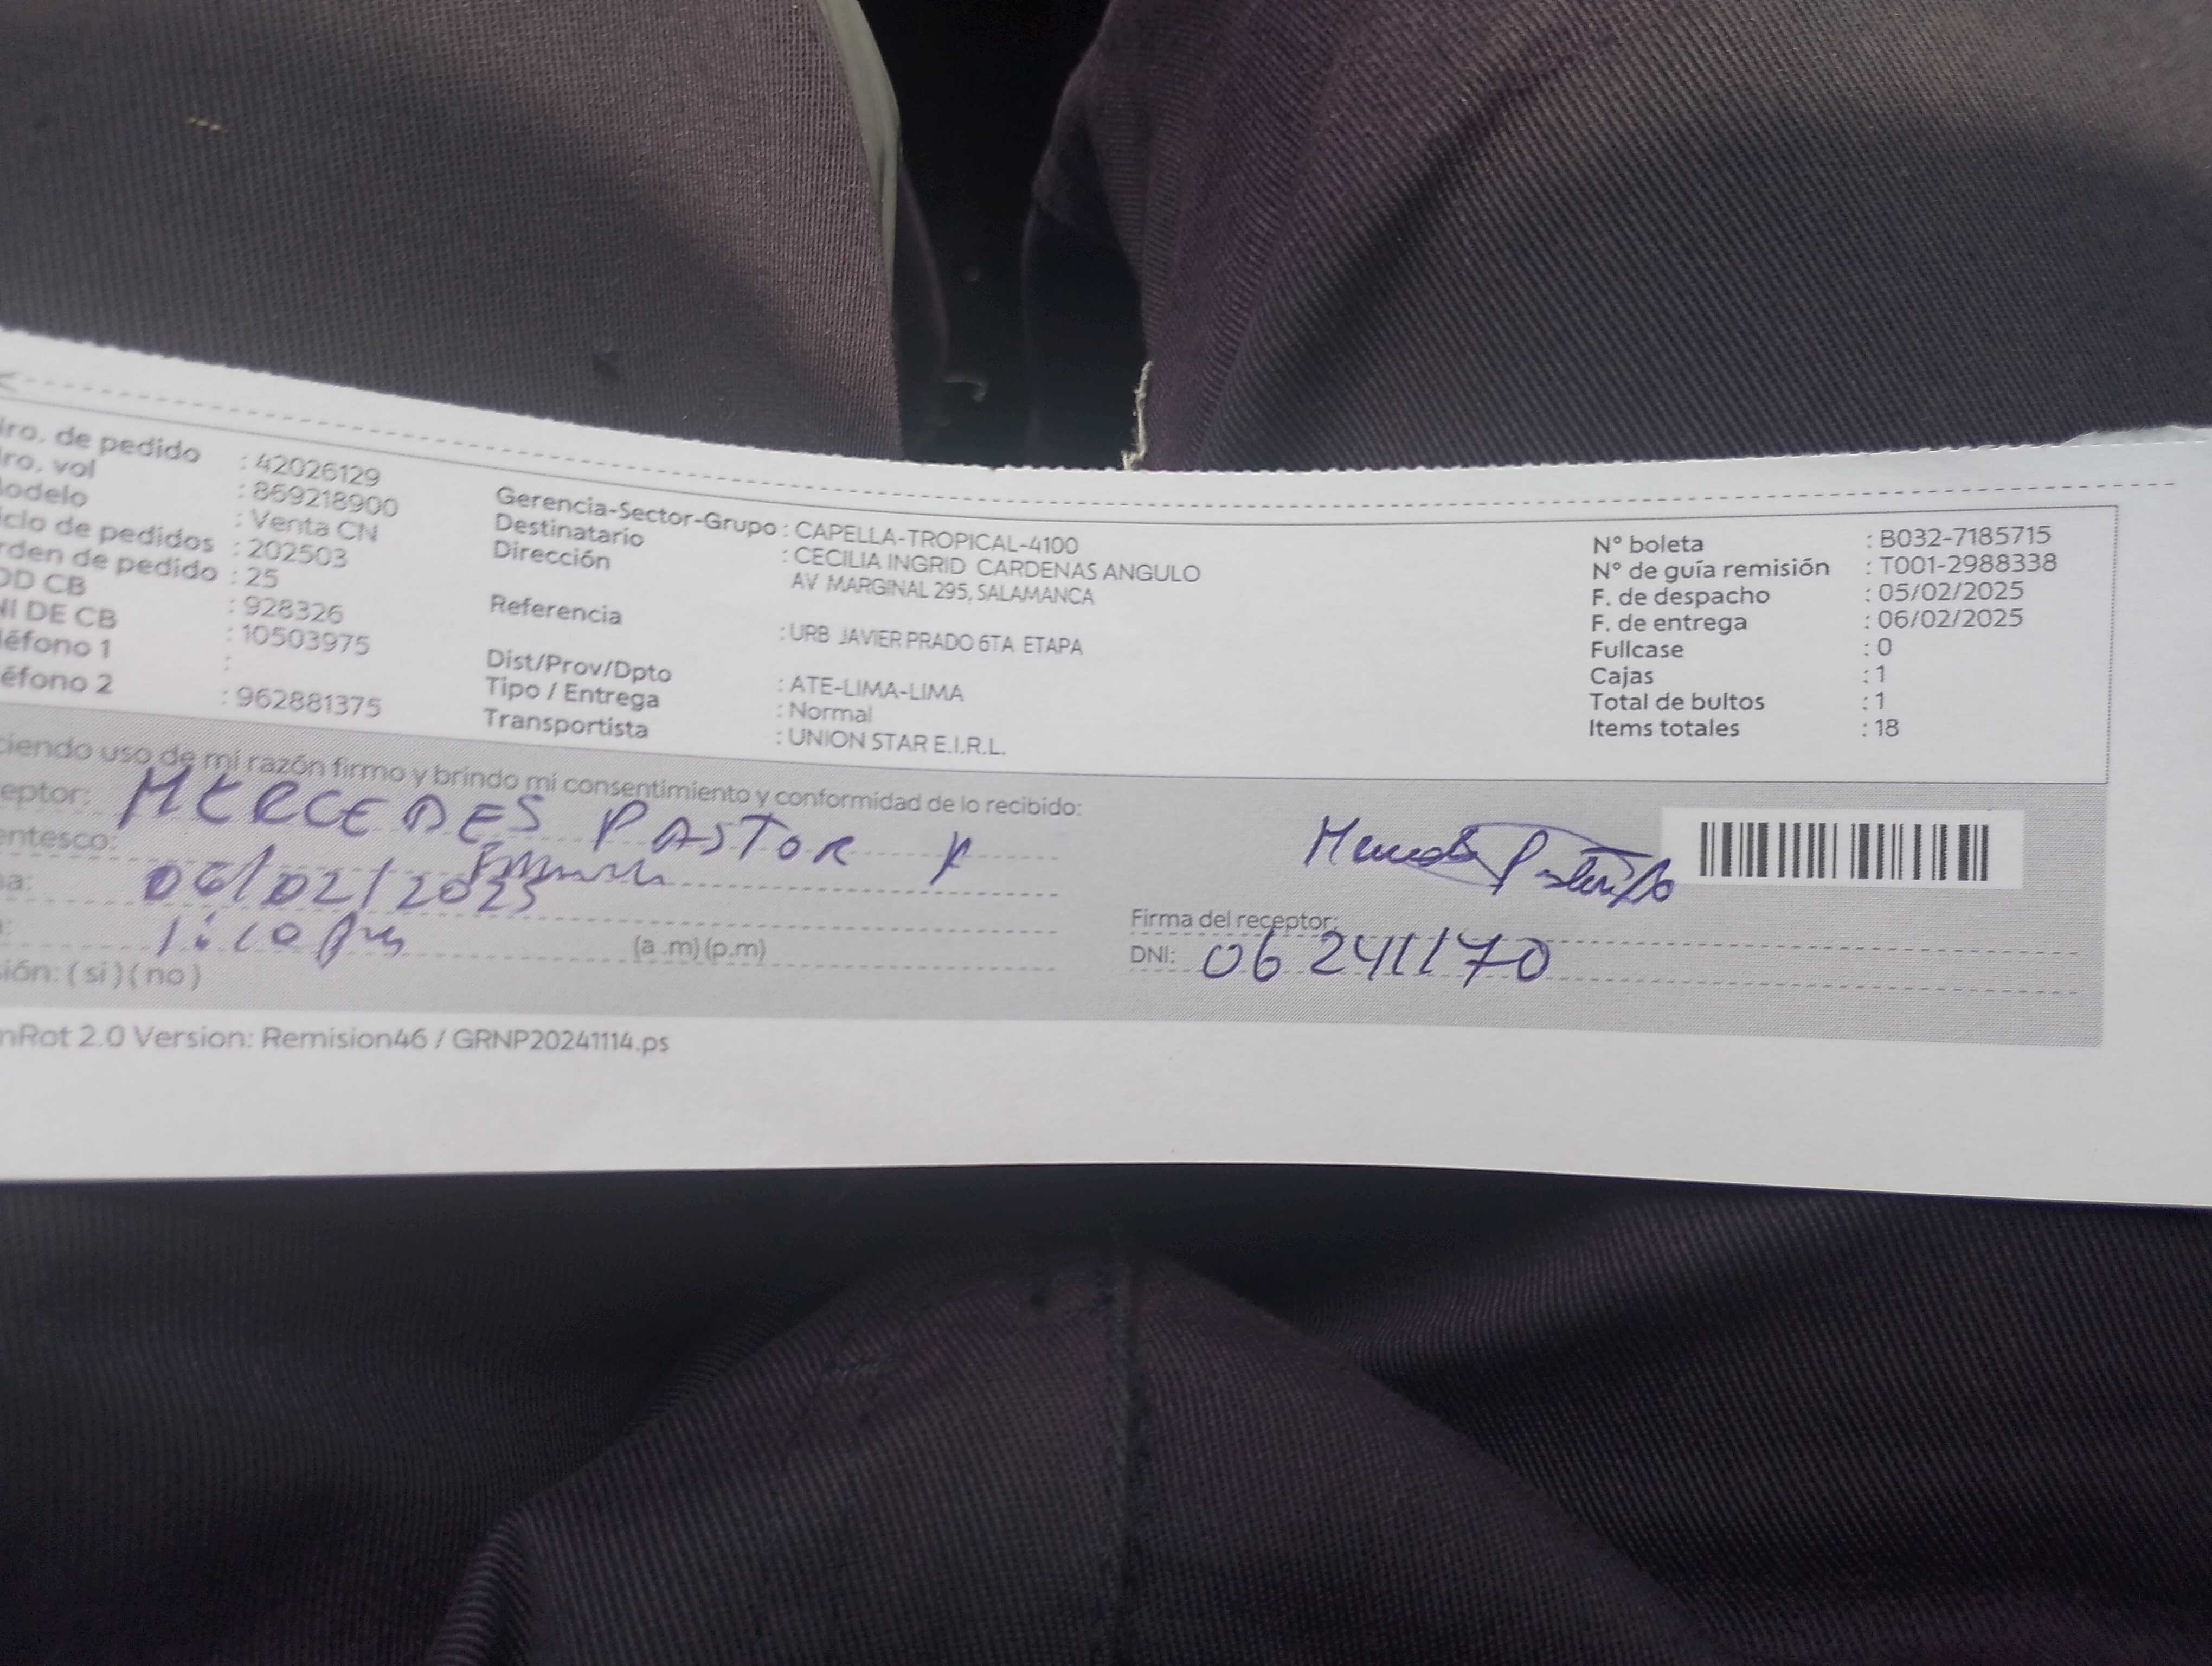 iro. de pedido : 42026129
ro. vol : 869218900
odelo : Venta CN
iclo de pedidos : 202503
rden de pedido : 25
OD CB : 928326
NI DE CB : 10503975
léfono 1 :
éfono 2 : 962881375
Gerencia-Sector-Grupo : CAPELLA-TROPICAL-4100
Destinatario : CECILIA INGRID CARDENAS ANGULO
Dirección AV MARGINAL 295, SALAMANCA
Referencia : URB JAVIER PRADO 6TA ETAPA
Dist/Prov/Dpto : ATE-LIMA-LIMA
Tipo / Entrega : Normal
Transportista : UNION STAR E.I.R.L.
N° boleta : B032-7185715
N° de guía remisión : T001-2988338
F. de despacho : 05/02/2025
F. de entrega : 06/02/2025
Fullcase : 0
Cajas : 1
Total de bultos : 1
Items totales : 18
ciendo uso de mi razón firmo y brindo mi consentimiento y conformidad de lo recibido:
eptor: MERCEDES PASTOR
entesco:
a: 06/02/2025
(a .m) (p.m)
sión: ( si ) ( no )
Firma del receptor:
DNI: 06241170
nRot 2.0 Version: Remision46 / GRNP20241114.ps